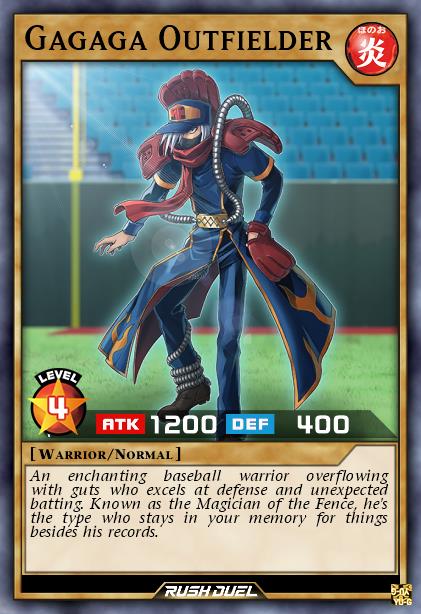 Gagaga Outfielder
ほのお
炎
LEVEL
4
ATK 1200 DEF 400
[Warrior/Normal]
An enchanting baseball warrior overflowing
with guts who excels at defense and unexpected
batting. Known as the Magician of the Fence, he's
the type who stays in your memory for things
besides his records.
RUSH DUEL